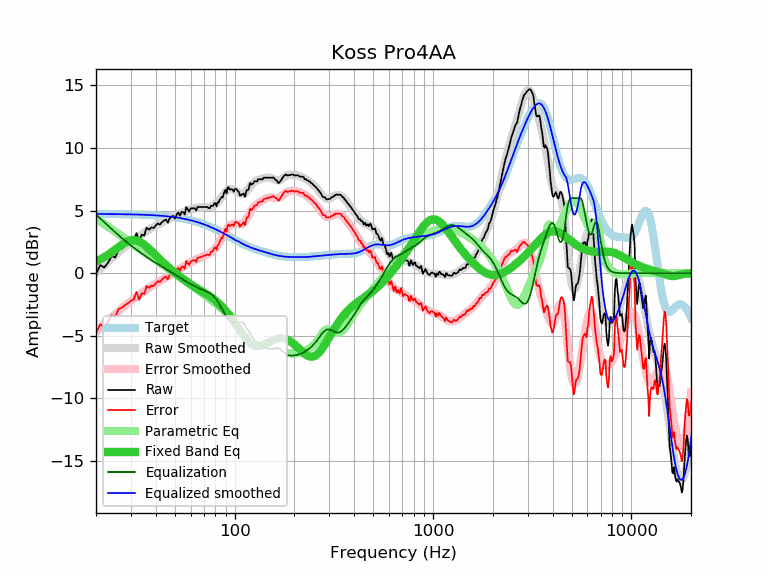 Koss Pro4AA
15
10
5
0
−5
−10
−15
Amplitude (dBr)
Target
Raw Smoothed
Error Smoothed
Raw
Error
Parametric Eq
Fixed Band Eq
Equalization
Equalized smoothed
100
1000
10000
Frequency (Hz)